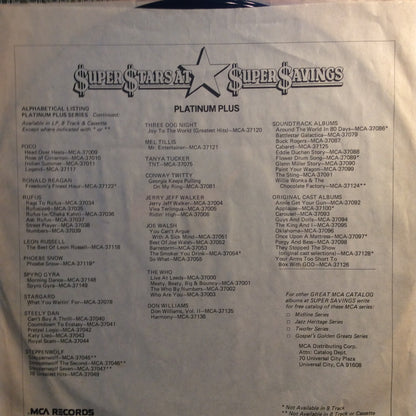 $UPER $TARS AT $UPER $AVINGS
PLATINUM PLUS
ALPHABETICAL LISTING
PLATINUM PLUS SERIES Continued:
Available in LP, 8 Track & Cassette
Except where indicated with * or **
POCO
Head Over Heels—MCA-37009
Rose of Cimarron—MCA-37010
Indian Summer—MCA-37011
Legend—MCA-37117
RONALD REAGAN
Freedom's Finest Hour—MCA-37122*
RUFUS
Rags To Rufus—MCA-37034
Rufusized—MCA-37035
Rufus (w/Chaka Kahn)—MCA-37036
Ask Rufus—MCA-37037
Street Player—MCA-37038
Numbers—MCA-37039
LEON RUSSELL
The Best Of Leon Russell—MCA-37118
PHOEBE SNOW
Phoebe Snow—MCA-37119*
SPYRO GYRA
Morning Dance—MCA-37148
Spyro Gyra—MCA-37149
STARGARD
What You Waitin' For—MCA-37078
STEELY DAN
Can't Buy A Thrill—MCA-37040
Countdown To Ecstasy—MCA-37041
Pretzel Logic—MCA-37042
Katy Lied—MCA-37043
Royal Scam—MCA-37044
STEPPENWOLF
Steppenwolf—MCA-37045**
Steppenwolf The Second—MCA-37046**
Steppenwolf Seven—MCA-37047**
16 Greatest Hits—MCA-37049
THREE DOG NIGHT
Joy To The World (Greatest Hits)—MCA-37120
MEL TILLIS
Mr. Entertainer—MCA-37121
TANYA TUCKER
TNT—MCA-37075
CONWAY TWITTY
Georgia Keeps Pulling
On My Ring—MCA-37081
JERRY JEFF WALKER
Jerry Jeff Walker—MCA-37004
Viva Terlingua—MCA-37005
Ridin' High—MCA-37006
JOE WALSH
You Can't Argue
With A Sick Mind—MCA-37051
Best Of Joe Walsh—MCA-37052
Barnstorm—MCA-37053
The Smoker You Drink—MCA-37054*
So What—MCA-37055
THE WHO
Live At Leeds—MCA-37000
Meaty, Beaty, Big & Bouncy—MCA-37001
The Who By Numbers—MCA-37002
Who Are You—MCA-37003
DON WILLIAMS
Don Williams, Vol. II—MCA-37135
Harmony—MCA-37136
SOUNDTRACK ALBUMS
Around The World In 80 Days—MCA-37086*
Battlestar Galactica—MCA-37079
Buck Rogers—MCA-37087
Cabaret—MCA-37125
Eddie Duchin Story—MCA-37088
Flower Drum Song—MCA-37089*
Glenn Miller Story—MCA-37090
Paint Your Wagon—MCA-37099
The Sting—MCA-37091
Willie Wonka & The
Chocolate Factory—MCA-37124**
ORIGINAL CAST ALBUMS
Annie Get Your Gun—MCA-37092
Applause—MCA-37127
Carousel—MCA-37093
Guys And Dolls—MCA-37094
The King And I—MCA-37095
Oklahoma—MCA-37096
Once Upon A Mattress—MCA-37097*
Porgy And Bess—MCA-37098
They Stopped The Show
(original cast selections)—MCA-37128*
Your Arms Too Short To
Box With GOD—MCA-37126
For other GREAT MCA CATALOG
albums at SUPER SAVINGS write
for free catalog of these MCA series:
Midline Series
Jazz Heritage Series
Twofer Series
Gospel's Golden Greats Series
MCA Distributing Corp.
Attn: Catalog Dept.
70 Universal City Plaza
Universal City, CA 91608
MCA RECORDS
*Not Available in 8 Track
**Not Available in 8 Track or Cassette